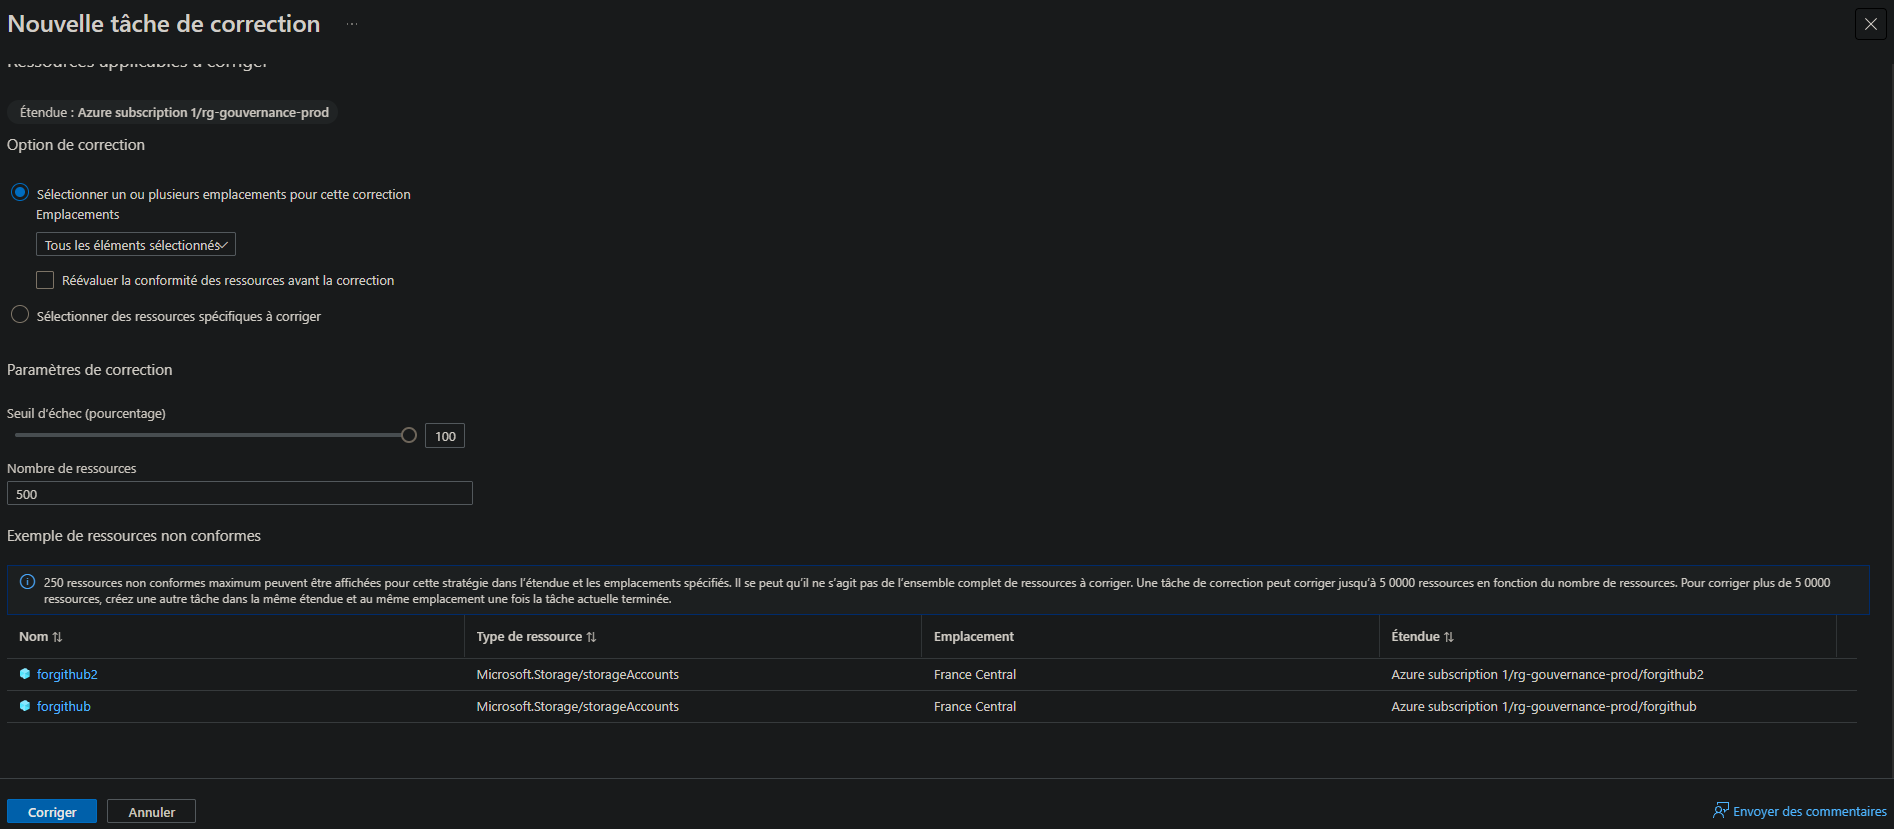 Nouvelle tâche de correction ...
Ressources applicables à corriger
Étendue : Azure subscription 1/rg-gouvernance-prod
Option de correction
Sélectionner un ou plusieurs emplacements pour cette correction
Emplacements
Tous les éléments sélectionnés
Réévaluer la conformité des ressources avant la correction
Sélectionner des ressources spécifiques à corriger
Paramètres de correction
Seuil d'échec (pourcentage)
100
Nombre de ressources
500
Exemple de ressources non conformes
250 ressources non conformes maximum peuvent être affichées pour cette stratégie dans l'étendue et les emplacements spécifiés. Il se peut qu'il ne s'agit pas de l'ensemble complet de ressources à corriger. Une tâche de correction peut corriger jusqu'à 5 0000 ressources en fonction du nombre de ressources. Pour corriger plus de 5 0000
ressources, créez une autre tâche dans la même étendue et au même emplacement une fois la tâche actuelle terminée.
Nom Type de ressource Emplacement Étendue
forgithub2 Microsoft.Storage/storageAccounts France Central Azure subscription 1/rg-gouvernance-prod/forgithub2
forgithub Microsoft.Storage/storageAccounts France Central Azure subscription 1/rg-gouvernance-prod/forgithub
Corriger Annuler Envoyer des commentaires